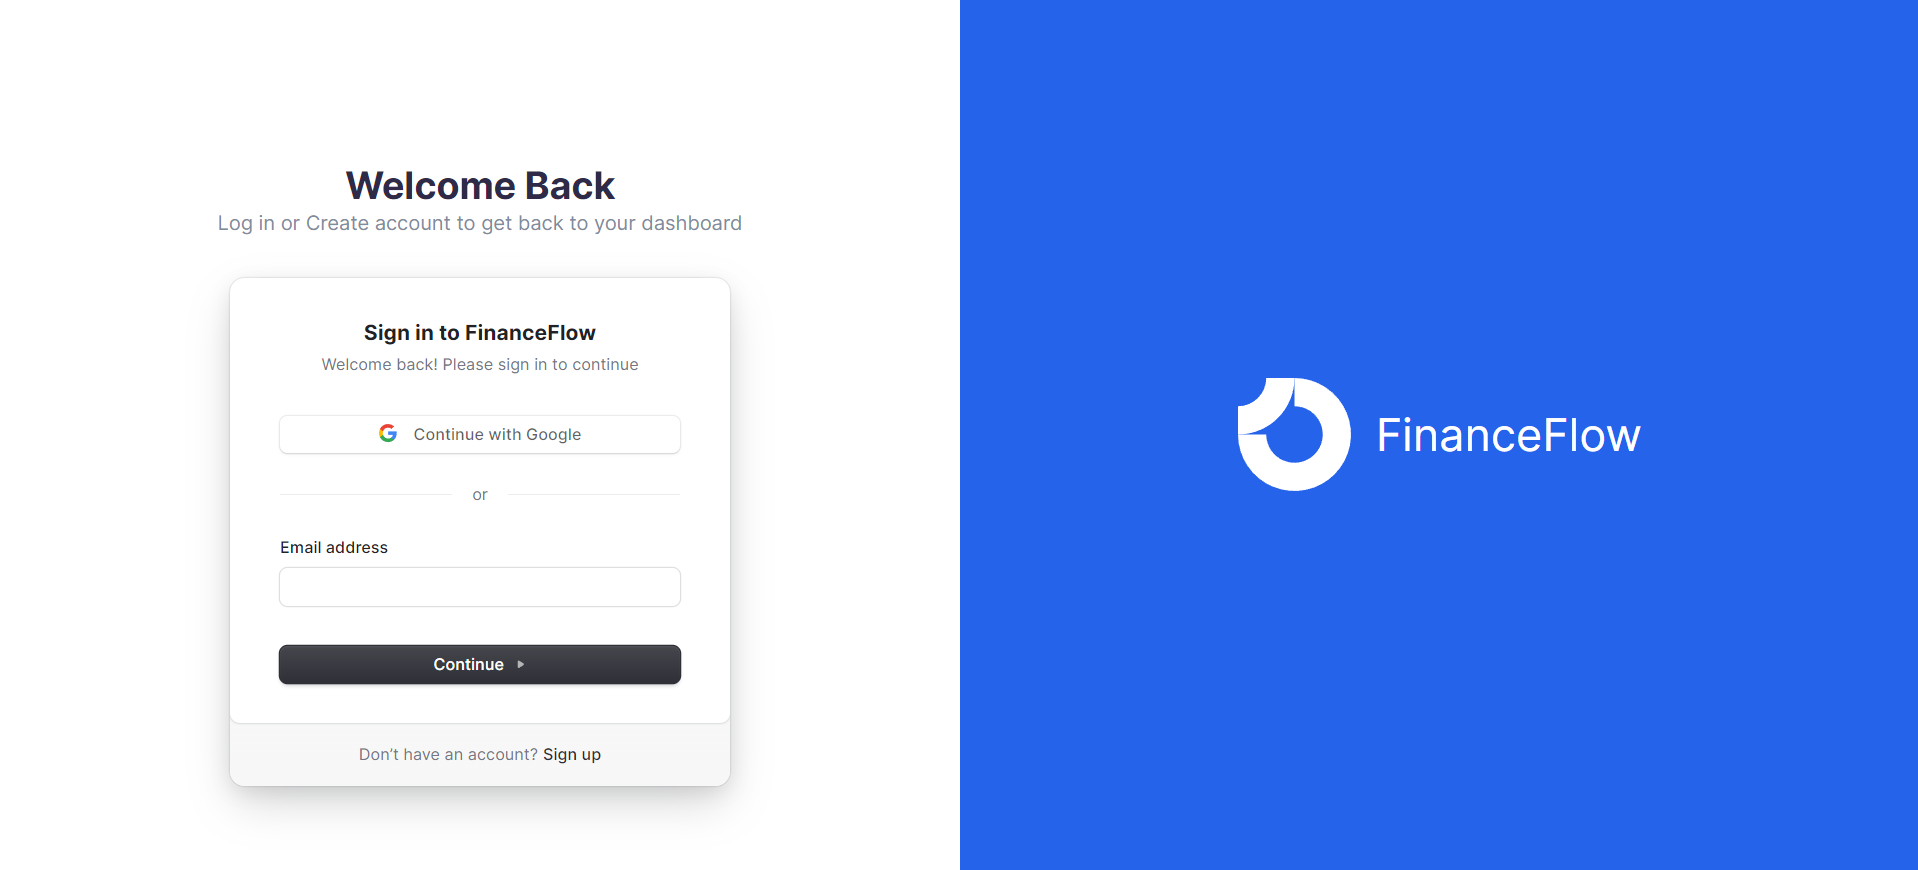 Welcome Back
Log in or Create account to get back to your dashboard
Sign in to FinanceFlow
Welcome back! Please sign in to continue
Continue with Google
or
Email address
Continue
Don’t have an account? Sign up
FinanceFlow